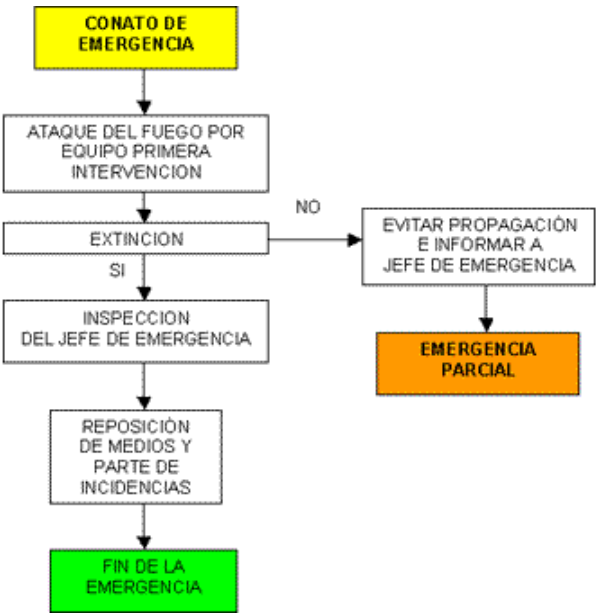 CONATO DE
EMERGENCIA
ATAQUE DEL FUEGO POR
EQUIPO PRIMERA
INTERVENCION
EXTINCION
NO
EVITAR PROPAGACIÓN
E INFORMAR A
JEFE DE EMERGENCIA
EMERGENCIA
PARCIAL
SI
INSPECCION
DEL JEFE DE EMERGENCIA
REPOSICIÓN
DE MEDIOS Y
PARTE DE
INCIDENCIAS
FIN DE LA
EMERGENCIA